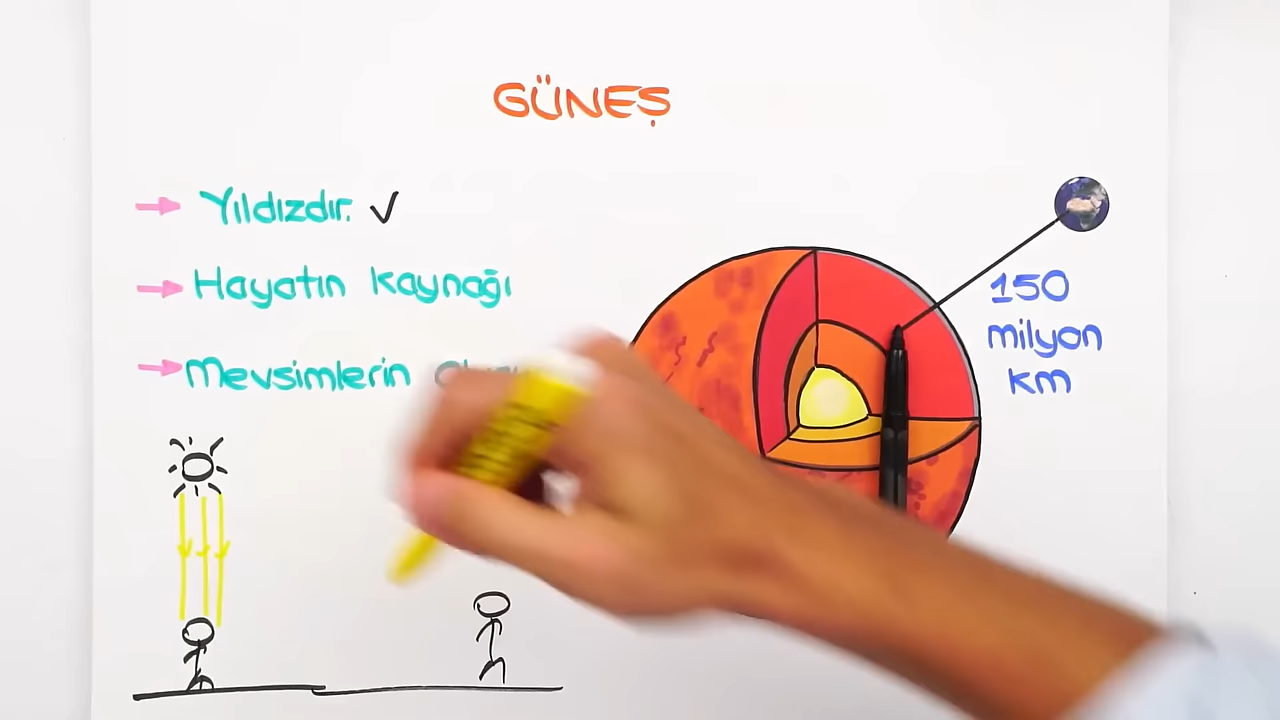 GÜNEŞ
Yıldızdır. ✓
Hayatın kaynağı
Mevsimlerin
150
milyon
km